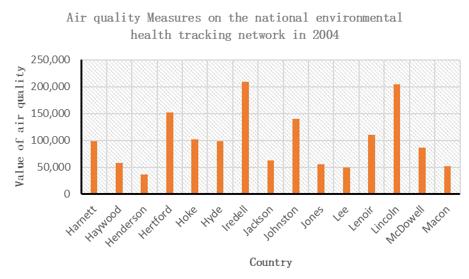 Air quality Measures on the national environmental
health tracking network in 2004
Value of air quality
250,000
200,000
150,000
100,000
50,000
0
Harnett
Haywood
Henderson
Hertford
Hoke
Hyde
Iredell
Jackson
Johnston
Jones
Lee
Lenoir
Lincoln
McDowell
Macon
Country